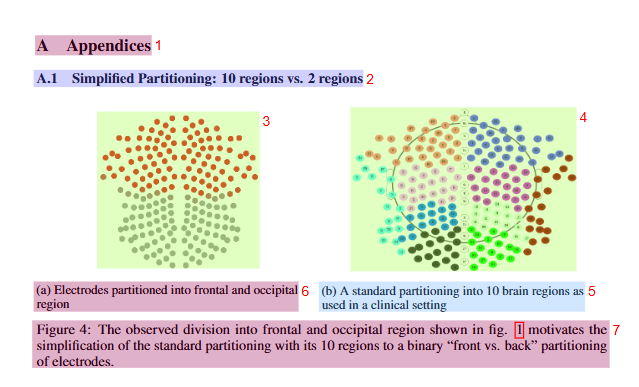 A Appendices 1
A.1 Simplified Partitioning: 10 regions vs. 2 regions 2
3
4
(a) Electrodes partitioned into frontal and occipital 6
region
(b) A standard partitioning into 10 brain regions as 5
used in a clinical setting
Figure 4: The observed division into frontal and occipital region shown in fig. 1 motivates the 7
simplification of the standard partitioning with its 10 regions to a binary “front vs. back” partitioning
of electrodes.